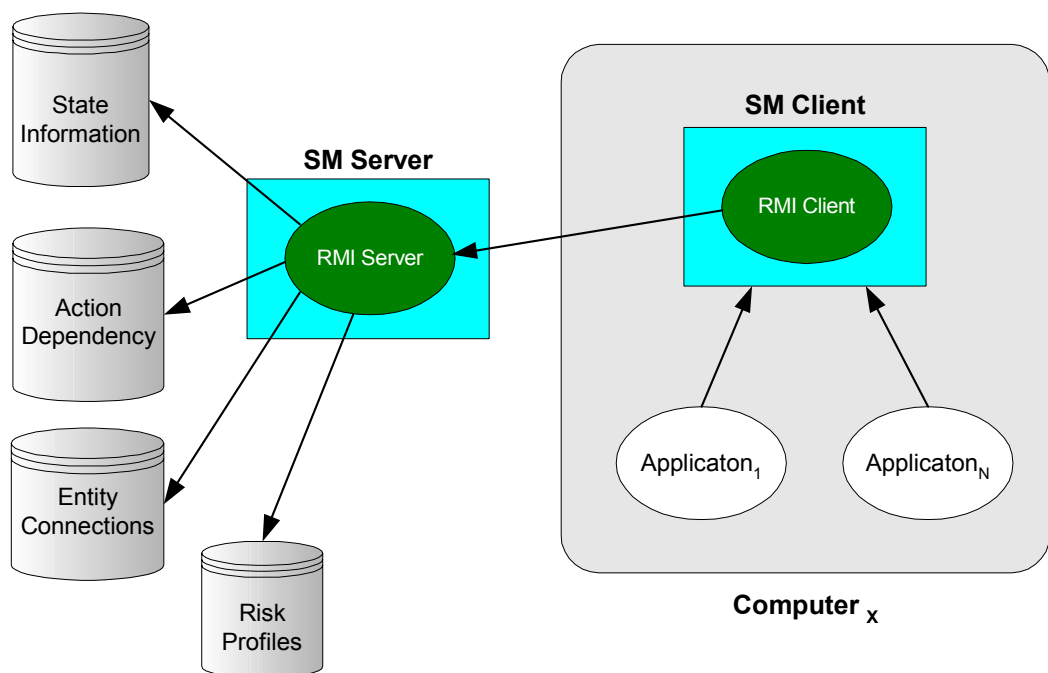 State
Information
SM Server
SM Client
RMI Client
RMI Server
Action
Dependency
Applicaton1
ApplicatonN
Entity
Connections
Risk
Profiles
Computer x